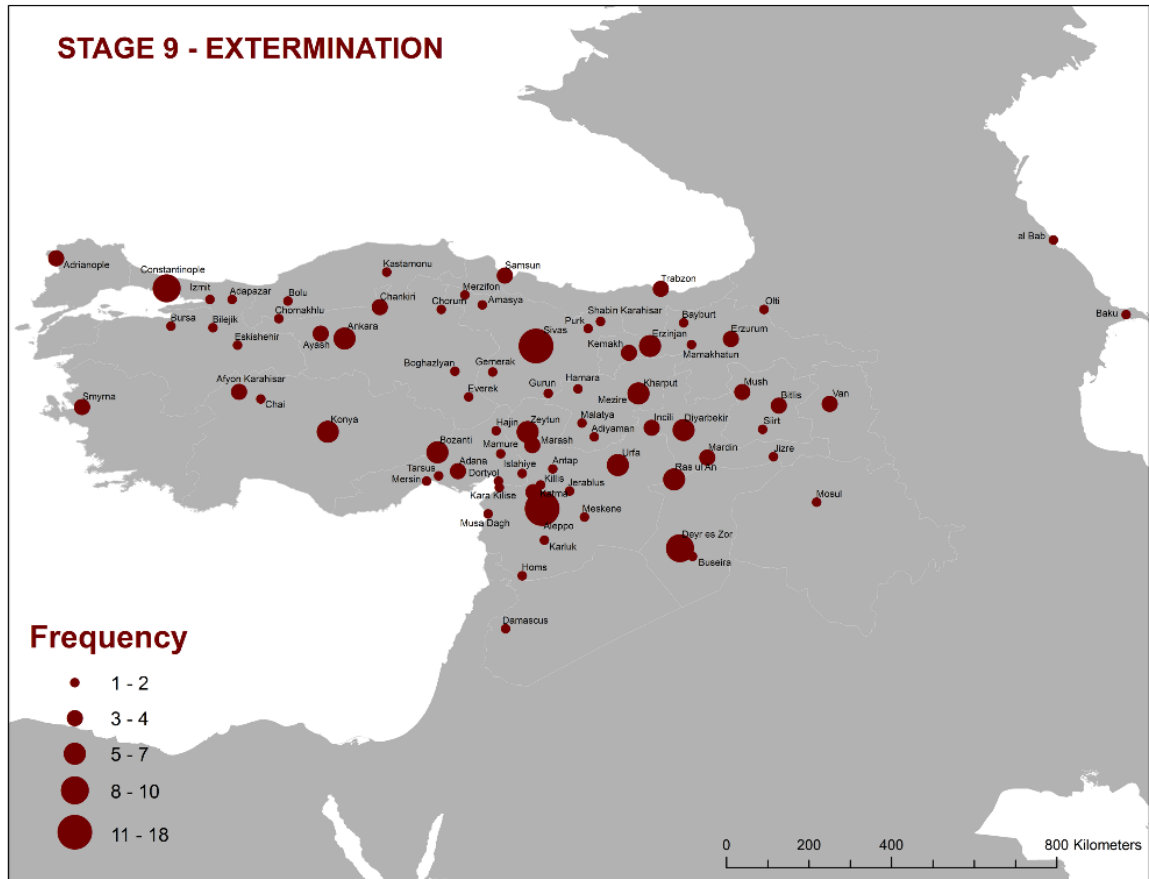 STAGE 9 - EXTERMINATION
al Bab
Adrianople
Constantinople
Kastamonu
Samsun
Trabzon
Izmit
Adapazar
Bolu
Merzifon
Chankiri
Chorum
Amasya
Shabin Karahisar
Olti
Baku
Bursa
Bilejik
Chomakhlu
Purk
Bayburt
Eskishehir
Ayash
Ankara
Sivas
Kemakh
Erzinjan
Erzurum
Mamakhatun
Boghazlyan
Gemerak
Afyon Karahisar
Chai
Everek
Gurun
Hamara
Kharput
Mezire
Mush
Bitlis
Van
Smyrna
Konya
Hajin
Zeytun
Malatya
Adiyaman
Incili
Diyarbekir
Siirt
Bozanti
Mamure
Marash
Mardin
Jizre
Tarsus
Adana
Islahiye
Antap
Urfa
Ras ul An
Mersin
Dortyol
Killis
Kara Kilise
Katma
Jerablus
Mosul
Musa Dagh
Aleppo
Meskene
Karluk
Deyr es Zor
Buseira
Homs
Damascus
Frequency
1 - 2
3 - 4
5 - 7
8 - 10
11 - 18
0 200 400 800 Kilometers